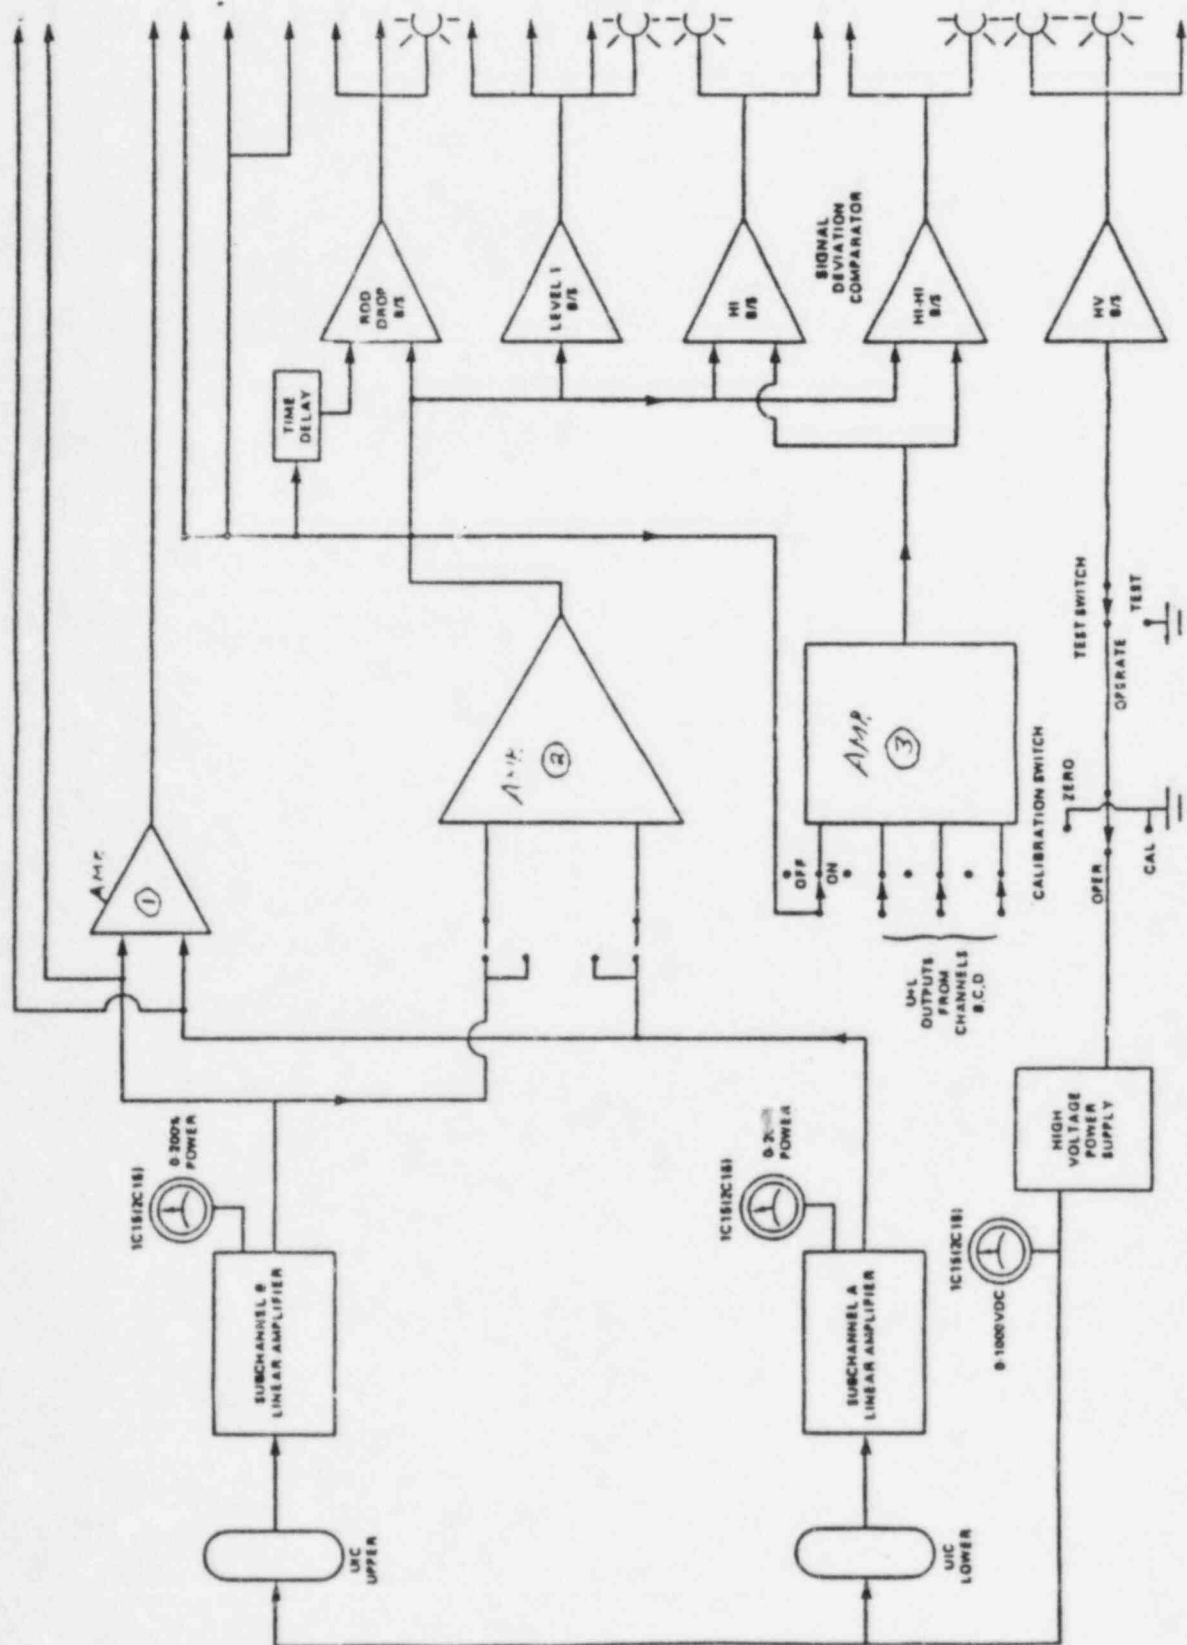 ROD
DROP
B/S
LEVEL 1
B/S
HI
B/S
SIGNAL
DEVIATION
COMPARATOR
HI-HI
B/S
HV
B/S
TIME
DELAY
AMP.
1
AMP.
2
AMP.
3
OFF
ON
U+L
OUTPUTS
FROM
CHANNELS
B,C,D
TEST SWITCH
TEST
OPERATE
CALIBRATION SWITCH
ZERO
OPER
CAL
1C15(2C15)
0-200%
POWER
SUBCHANNEL B
LINEAR AMPLIFIER
UIC
UPPER
1C15(2C15)
POWER
SUBCHANNEL A
LINEAR AMPLIFIER
UIC
LOWER
1C15(2C15)
0-1000VDC
HIGH
VOLTAGE
POWER
SUPPLY